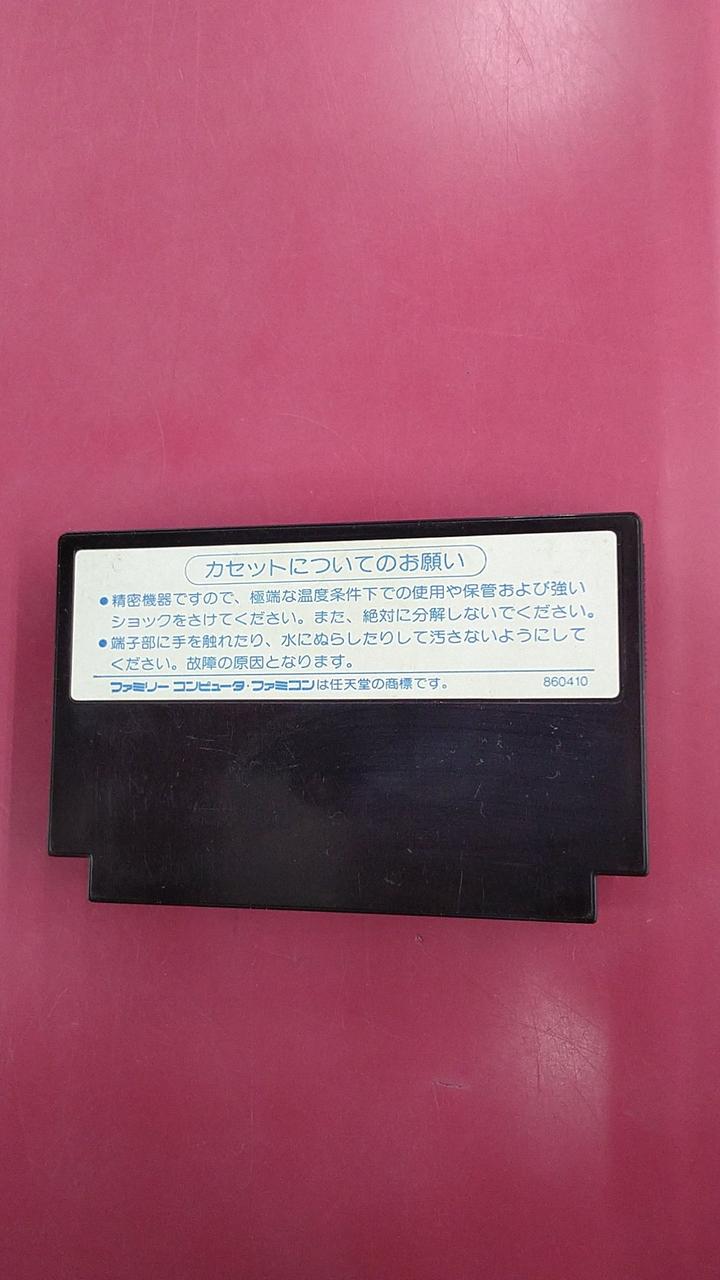 カセットについてのお願い
●精密機器ですので、極端な温度条件下での使用や保管および強い
ショックをさけてください。また、絶対に分解しないでください。
●端子部に手を触れたり、水にぬらしたりして汚さないようにして
ください。故障の原因となります。
ファミリーコンピュータ・ファミコンは任天堂の商標です。 860410